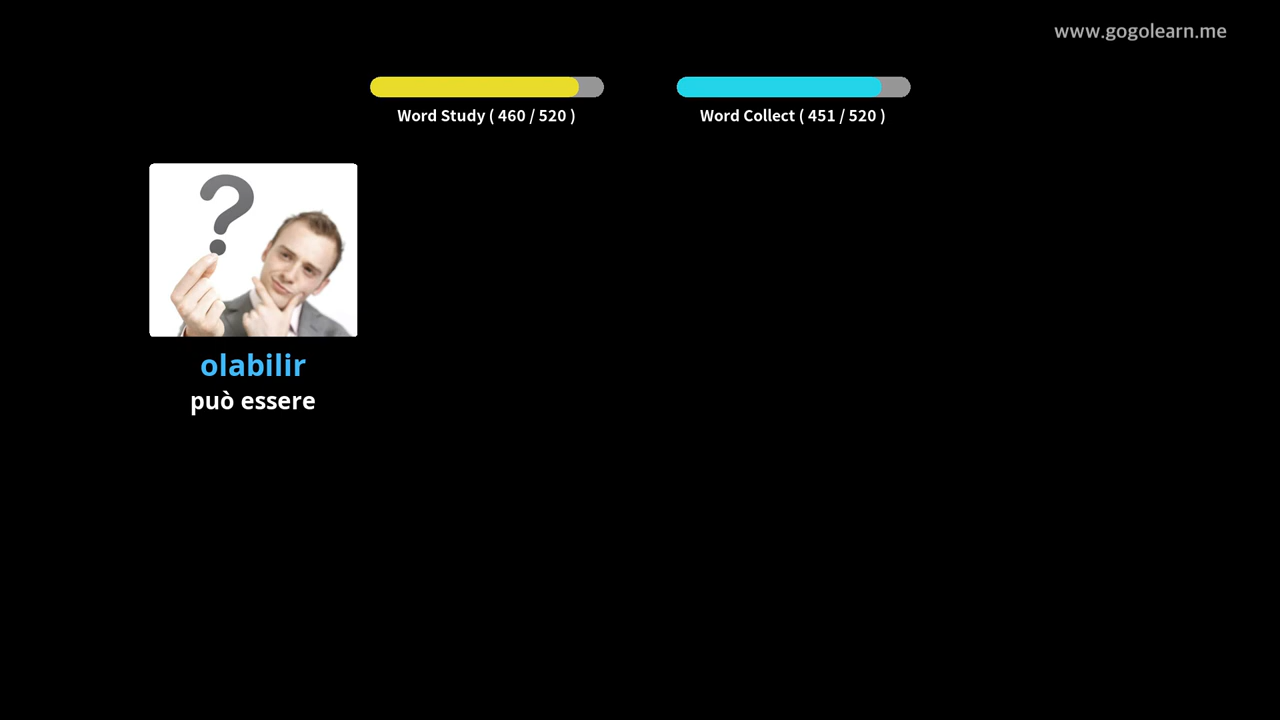 www.gogolearn.me
Word Study ( 460 / 520 )
Word Collect ( 451 / 520 )
?
olabilir
può essere